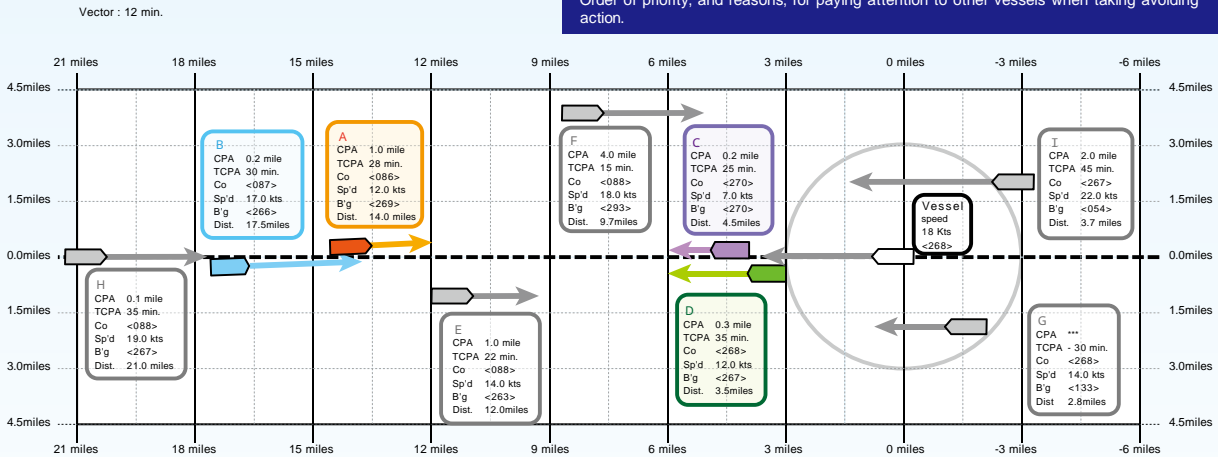 Vector : 12 min.
Order of priority, and reasons, for paying attention to other vessels when taking avoiding
action.
21 miles
18 miles
15 miles
12 miles
9 miles
6 miles
3 miles
0 miles
-3 miles
-6 miles
4.5miles
4.5miles
3.0miles
3.0miles
1.5miles
1.5miles
0.0miles
0.0miles
1.5miles
1.5miles
3.0miles
3.0miles
4.5miles
4.5miles
B
CPA 0.2 mile
TCPA 30 min.
Co <087>
Sp'd 17.0 kts
B'g <266>
Dist. 17.5miles
A
CPA 1.0 mile
TCPA 28 min.
Co <086>
Sp'd 12.0 kts
B'g <269>
Dist. 14.0 miles
F
CPA 4.0 mile
TCPA 15 min.
Co <088>
Sp'd 18.0 kts
B'g <293>
Dist. 9.7miles
C
CPA 0.2 mile
TCPA 25 min.
Co <270>
Sp'd 7.0 kts
B'g <270>
Dist. 4.5miles
Vessel
speed
18 Kts
<268>
I
CPA 2.0 mile
TCPA 45 min.
Co <267>
Sp'd 22.0 kts
B'g <054>
Dist. 3.7 miles
H
CPA 0.1 mile
TCPA 35 min.
Co <088>
Sp'd 19.0 kts
B'g <267>
Dist. 21.0 miles
E
CPA 1.0 mile
TCPA 22 min.
Co <088>
Sp'd 14.0 kts
B'g <263>
Dist. 12.0miles
D
CPA 0.3 mile
TCPA 35 min.
Co <268>
Sp'd 12.0 kts
B'g <267>
Dist. 3.5miles
G
CPA ***
TCPA - 30 min.
Co <268>
Sp'd 14.0 kts
B'g <133>
Dist 2.8miles
21 miles
18 miles
15 miles
12 miles
9 miles
6 miles
3 miles
0 miles
-3 miles
-6 miles